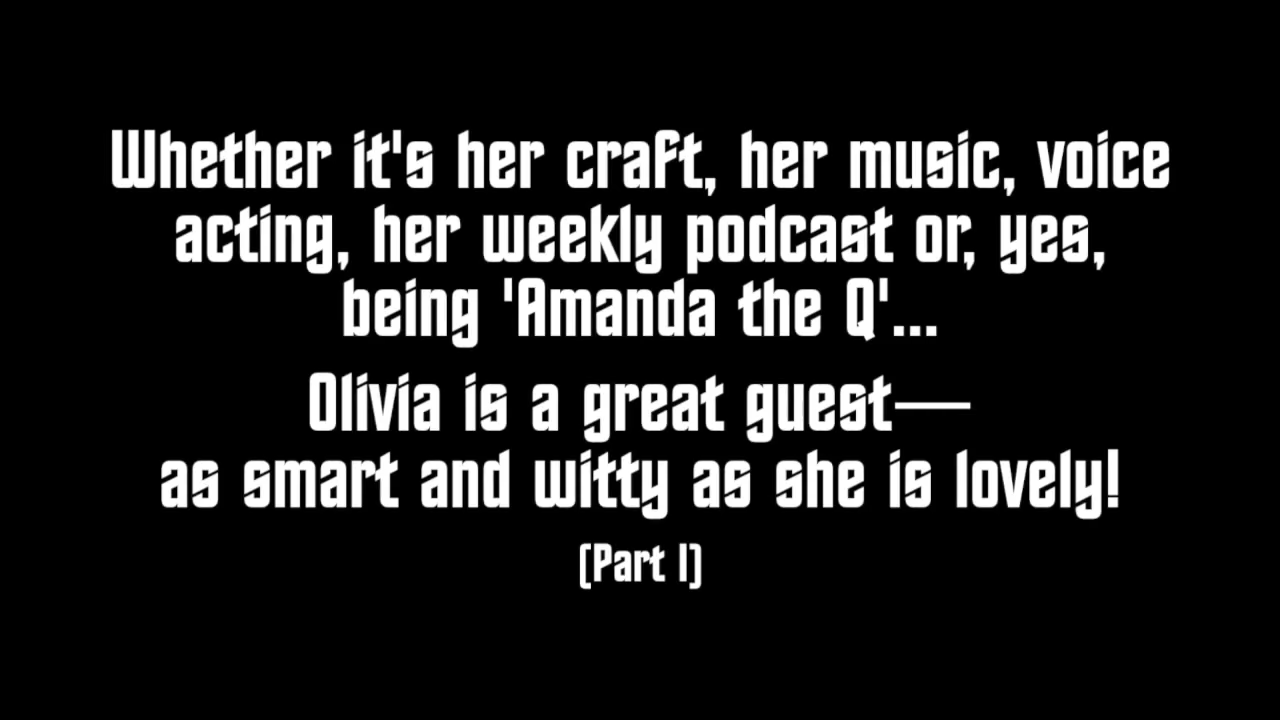 Whether it's her craft, her music, voice
acting, her weekly podcast or, yes,
being 'Amanda the Q'...
Olivia is a great guest—
as smart and witty as she is lovely!
(Part I)